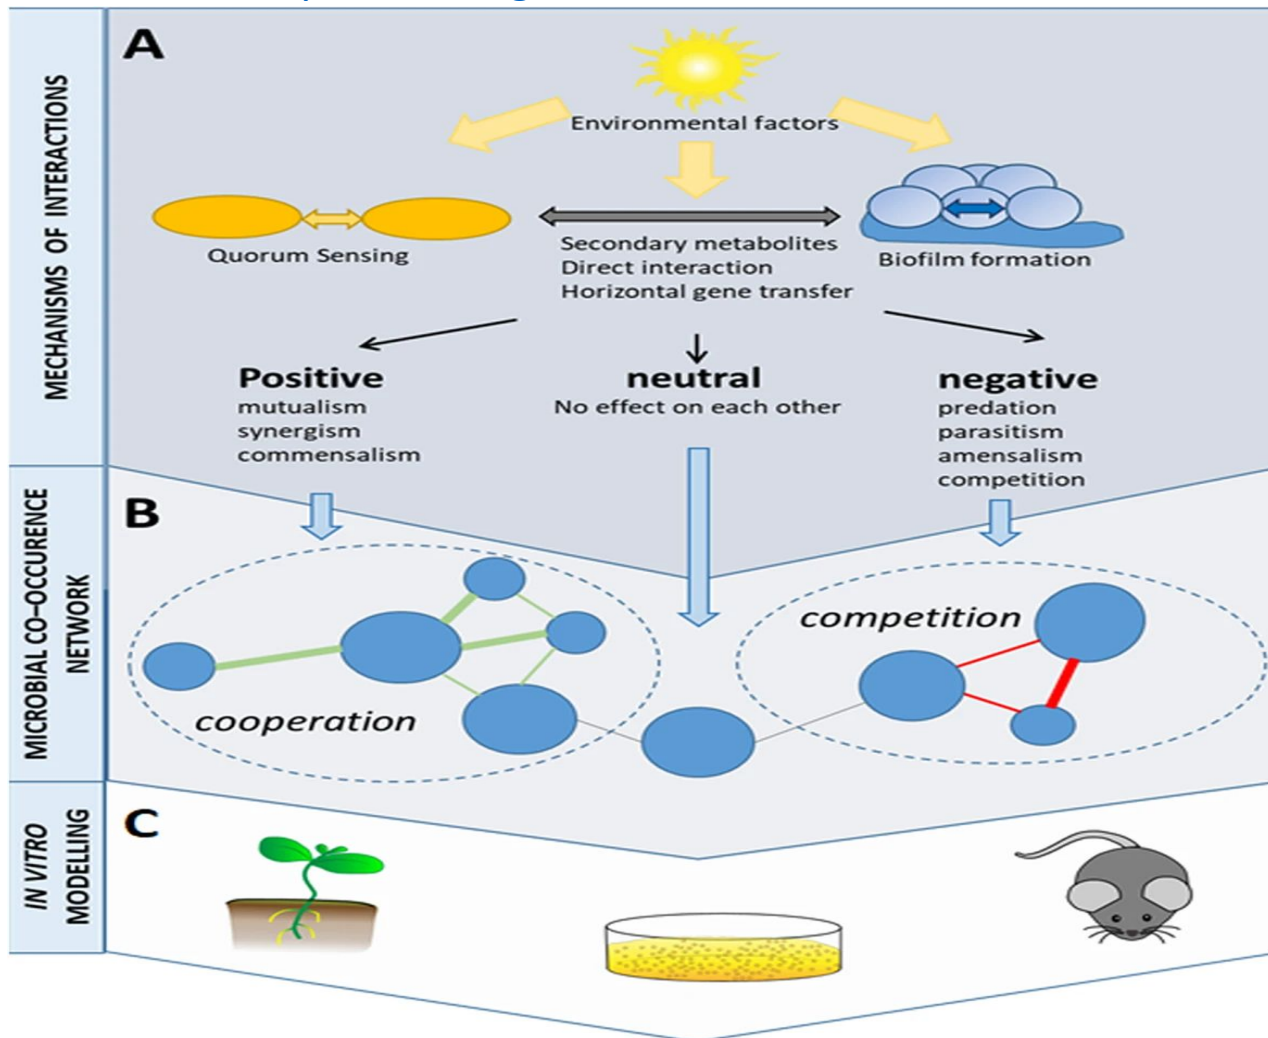 A
MECHANISMS OF INTERACTIONS
Environmental factors
Quorum Sensing
Secondary metabolites
Direct interaction
Horizontal gene transfer
Biofilm formation
Positive
mutualism
synergism
commensalism
neutral
No effect on each other
negative
predation
parasitism
amensalism
competition
B
MICROBIAL CO-OCCURENCE
NETWORK
cooperation
competition
C
IN VITRO
MODELLING